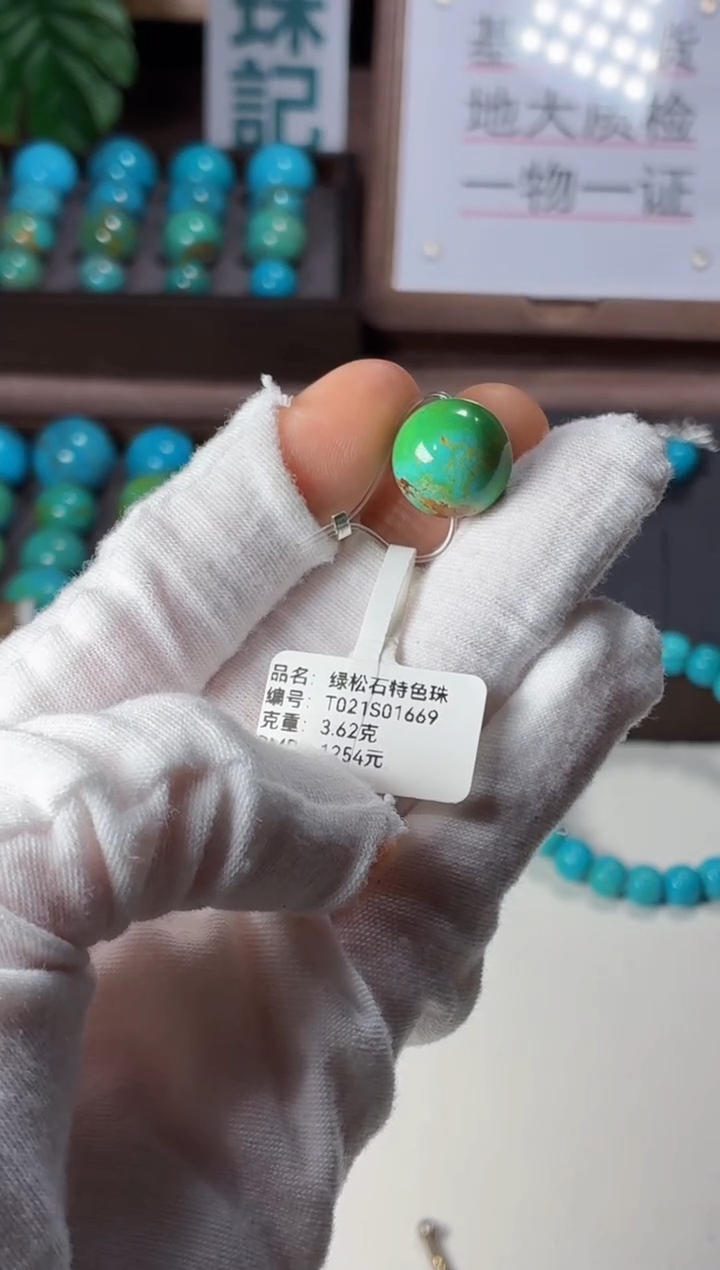 珠記
地大质检
一物一证
品名: 绿松石特色珠
编号: T021S01669
克重: 3.62克
1254元